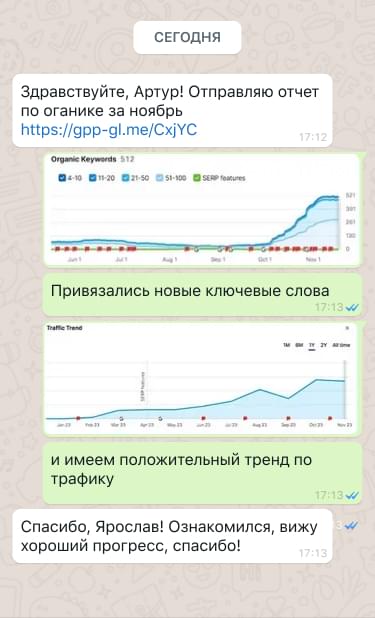 СЕГОДНЯ
Здравствуйте, Артур! Отправляю отчет
по оганике за ноябрь
https://gpp-gl.me/CxjYC
17:12
Organic Keywords 512
4-10 11-20 21-50 51-100 SERP features
521
391
261
130
0
Jun 1 Jul 1 Aug 1 Sep 1 Oct 1 Nov 1
Привязались новые ключевые слова
17:13
Traffic Trend
1M 6M 1Y 2Y All time
SERP features
Jan 23 Feb 23 Mar 23 Apr 23 May 23 Jun 23 Jul 23 Aug 23 Sep 23 Oct 23 Nov 23
и имеем положительный тренд по
трафику
17:13
Спасибо, Ярослав! Ознакомился, вижу
хороший прогресс, спасибо!
17:13